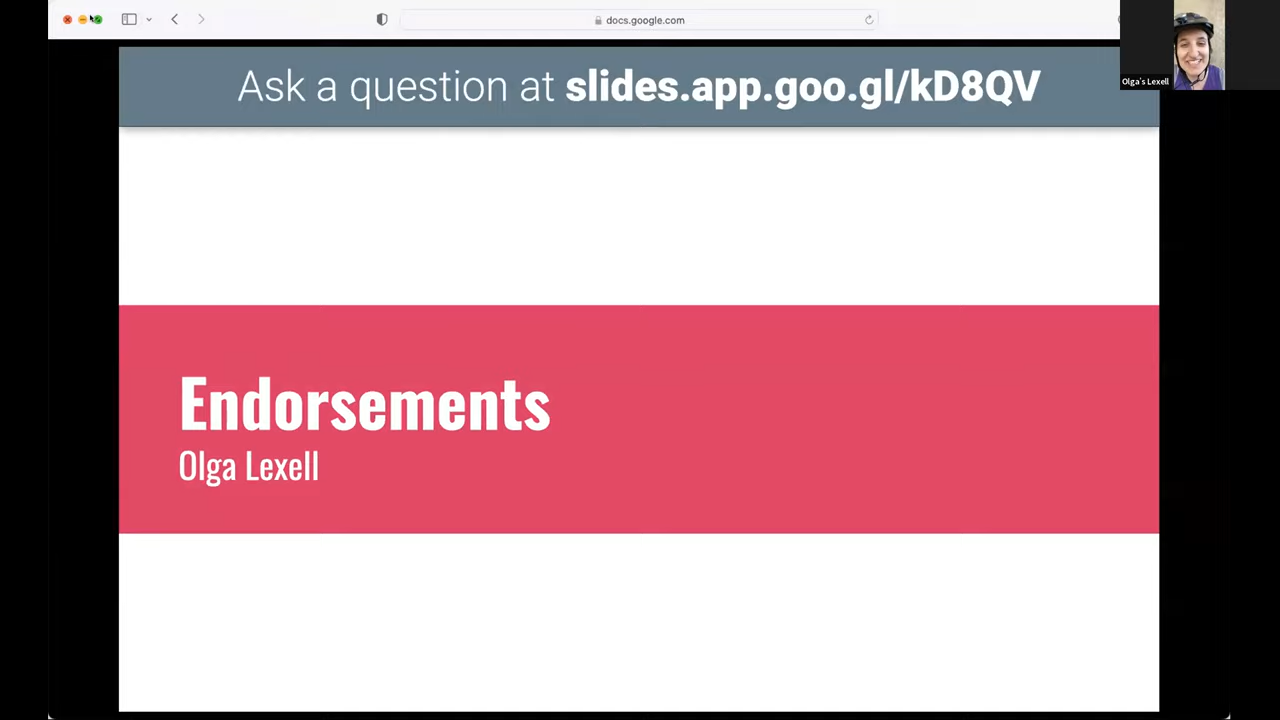 docs.google.com
Ask a question at slides.app.goo.gl/kD8QV
Olga's Lexell
Endorsements
Olga Lexell